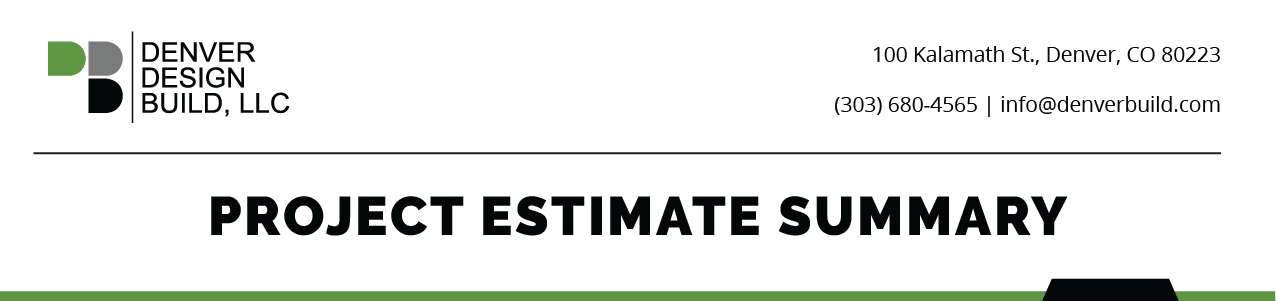 DENVER
DESIGN
BUILD, LLC
100 Kalamath St., Denver, CO 80223
(303) 680-4565 | info@denverbuild.com
PROJECT ESTIMATE SUMMARY